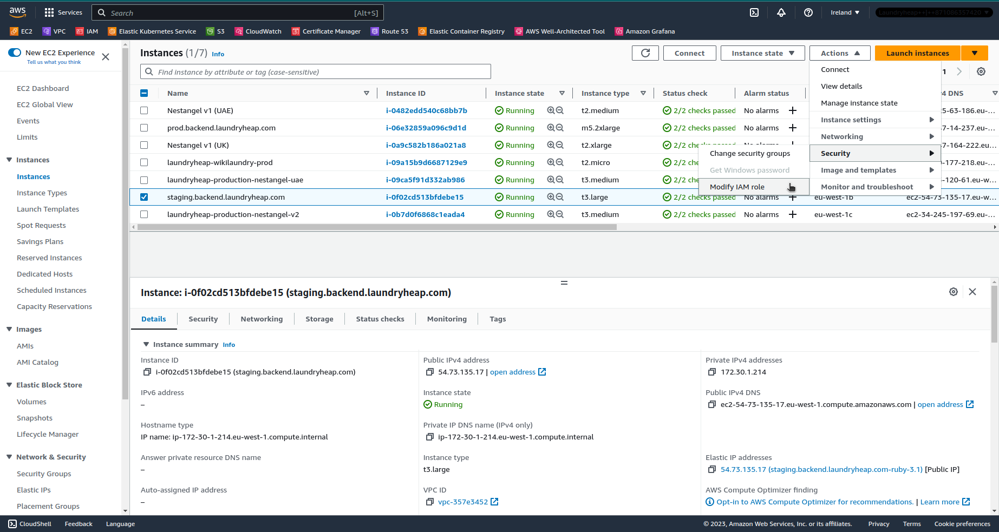 aws Services Search [Alt+S] Ireland Laundryheap++|++871086357420
EC2 VPC IAM Elastic Kubernetes Service S3 CloudWatch Certificate Manager Route 53 Elastic Container Registry AWS Well-Architected Tool Amazon Grafana
New EC2 Experience
Tell us what you think
EC2 Dashboard
EC2 Global View
Events
Limits
Instances
Instances
Instance Types
Launch Templates
Spot Requests
Savings Plans
Reserved Instances
Dedicated Hosts
Scheduled Instances
Capacity Reservations
Images
AMIs
AMI Catalog
Elastic Block Store
Volumes
Snapshots
Lifecycle Manager
Network & Security
Security Groups
Elastic IPs
Placement Groups
Instances (1/7) Info Connect Instance state Actions Launch instances
Find instance by attribute or tag (case-sensitive) 1
Name Instance ID Instance state Instance type Status check Alarm status 4 DNS
Nestangel v1 (UAE) i-0482edd540c68bb7b Running t2.medium 2/2 checks passed No alarms 5-63-186.eu-...
prod.backend.laundryheap.com i-06e32859a096c9d1d Running m5.2xlarge 2/2 checks passed No alarms 7-14-237.eu-...
Nestangel v1 (UK) i-0a9c582b186a021a8 Running t2.xlarge 2/2 che 7-164-222.eu...
laundryheap-wikilaundry-prod i-09a15b9d6687129e9 Running t2.micro 2/2 che -177-218.eu-...
laundryheap-production-nestangel-uae i-09ca5f91d332ab986 Running t3.medium 2/2 che -120-61.eu-w...
staging.backend.laundryheap.com i-0f02cd513bfdebe15 Running t3.large 2/2 checks passed No alarms eu-west-1b ec2-54-73-135-17.eu-w...
laundryheap-production-nestangel-v2 i-0b7d0f6868c1eada4 Running t3.medium 2/2 checks passed No alarms eu-west-1c ec2-34-245-197-69.eu-...
Connect
View details
Manage instance state
Instance settings
Networking
Security
Image and templates
Monitor and troubleshoot
Change security groups
Get Windows password
Modify IAM role
Instance: i-0f02cd513bfdebe15 (staging.backend.laundryheap.com)
Details Security Networking Storage Status checks Monitoring Tags
Instance summary Info
Instance ID
i-0f02cd513bfdebe15 (staging.backend.laundryheap.com)
Public IPv4 address
54.73.135.17 | open address
Private IPv4 addresses
172.30.1.214
IPv6 address
–
Instance state
Running
Public IPv4 DNS
ec2-54-73-135-17.eu-west-1.compute.amazonaws.com | open address
Hostname type
IP name: ip-172-30-1-214.eu-west-1.compute.internal
Private IP DNS name (IPv4 only)
ip-172-30-1-214.eu-west-1.compute.internal
Answer private resource DNS name
–
Instance type
t3.large
Elastic IP addresses
54.73.135.17 (staging.backend.laundryheap.com-ruby-3.1) [Public IP]
Auto-assigned IP address
–
VPC ID
vpc-357e3452
AWS Compute Optimizer finding
Opt-in to AWS Compute Optimizer for recommendations. | Learn more
CloudShell Feedback Language © 2023, Amazon Web Services, Inc. or its affiliates. Privacy Terms Cookie preferences